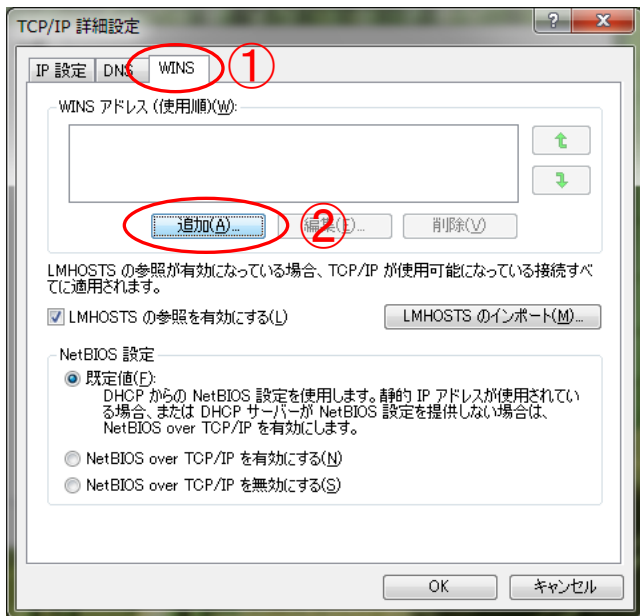 TCP/IP 詳細設定
IP 設定 DNS WINS ①
WINS アドレス (使用順)(W):
追加(A)... ② 編集(E)... 削除(V)
LMHOSTS の参照が有効になっている場合、TCP/IP が使用可能になっている接続すべ
てに適用されます。
LMHOSTS の参照を有効にする(L) LMHOSTS のインポート(M)...
NetBIOS 設定
既定値(F):
DHCP からの NetBIOS 設定を使用します。静的 IP アドレスが使用されてい
る場合、または DHCP サーバーが NetBIOS 設定を提供しない場合は、
NetBIOS over TCP/IP を有効にします。
NetBIOS over TCP/IP を有効にする(N)
NetBIOS over TCP/IP を無効にする(S)
OK キャンセル